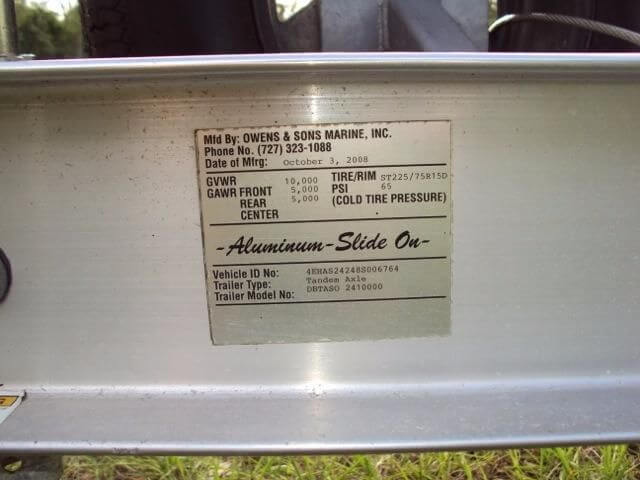 Mfd By: OWENS & SONS MARINE, INC.
Phone No. (727) 323-1088
Date of Mfrg: October 3, 2008
GVWR 10,000 TIRE/RIM ST225/75R15D
GAWR FRONT 5,000 PSI 65
REAR 5,000 (COLD TIRE PRESSURE)
CENTER
-Aluminum-Slide On-
Vehicle ID No: 4EHAS24248S006764
Trailer Type: Tandem Axle
Trailer Model No: DBTASO 2410000